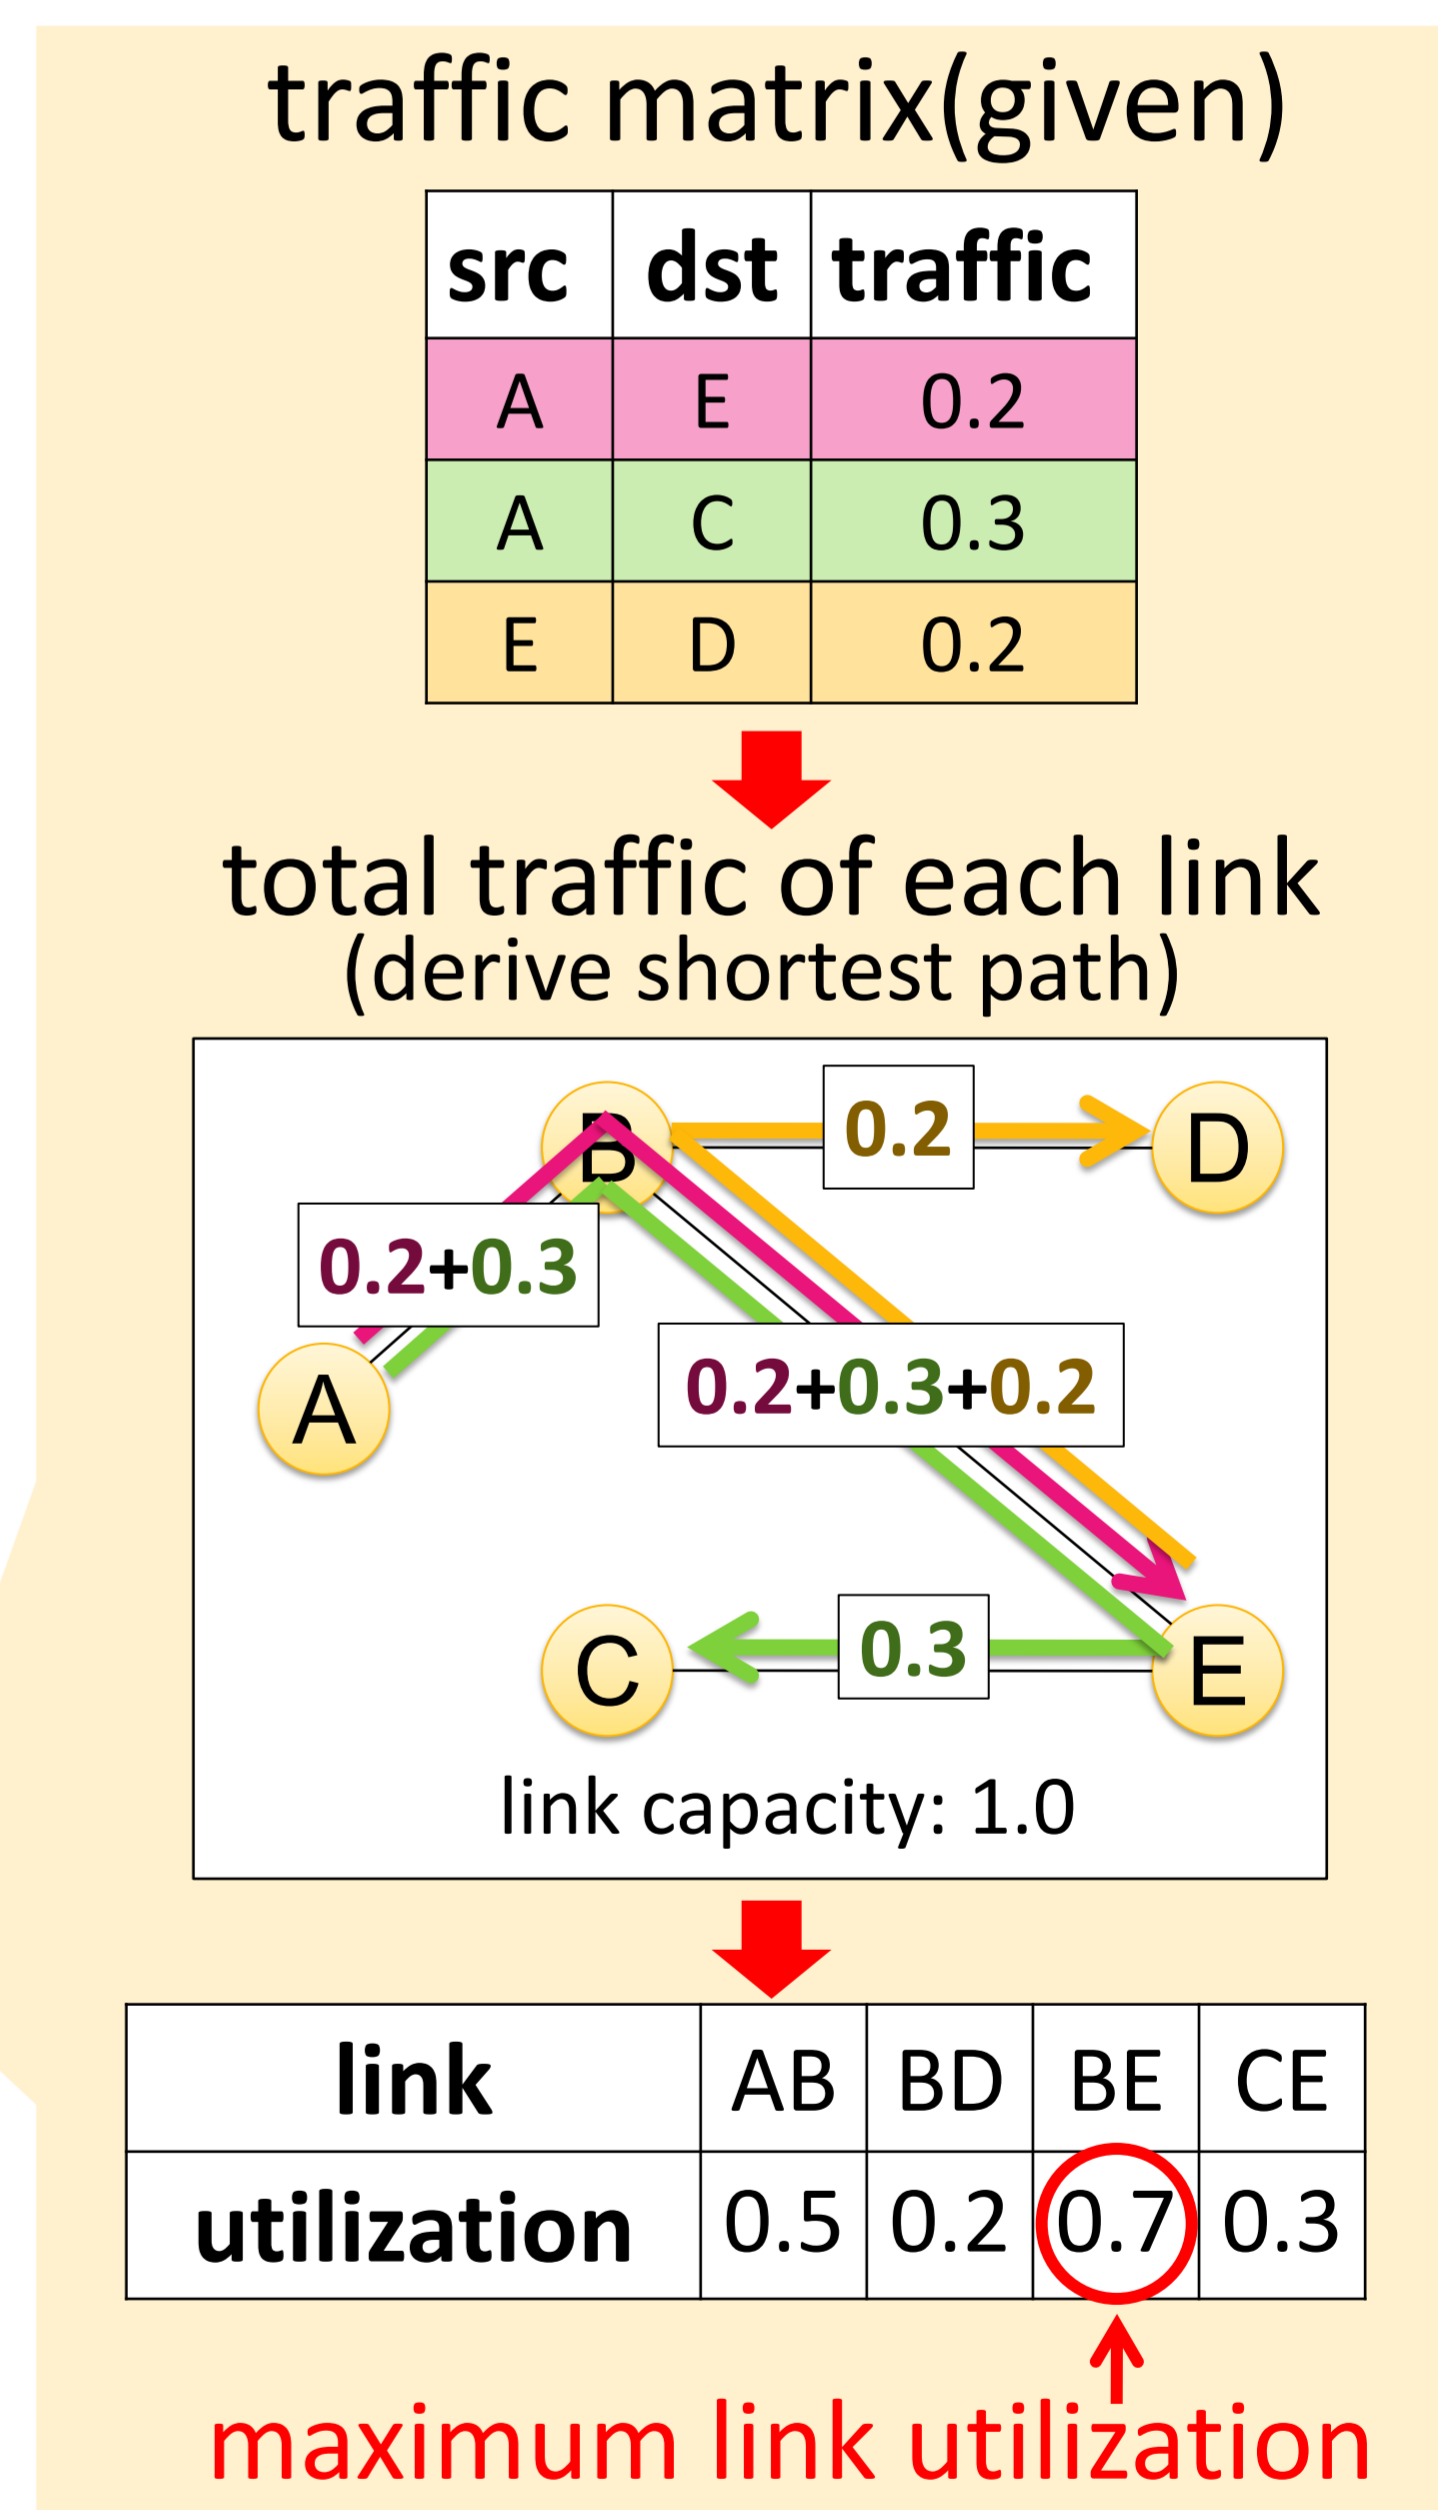 traffic matrix(given)
src dst traffic
A E 0.2
A C 0.3
E D 0.2
total traffic of each link
(derive shortest path)
B 0.2 D
0.2+0.3
A
0.2+0.3+0.2
C 0.3 E
link capacity: 1.0
link AB BD BE CE
utilization 0.5 0.2 0.7 0.3
maximum link utilization